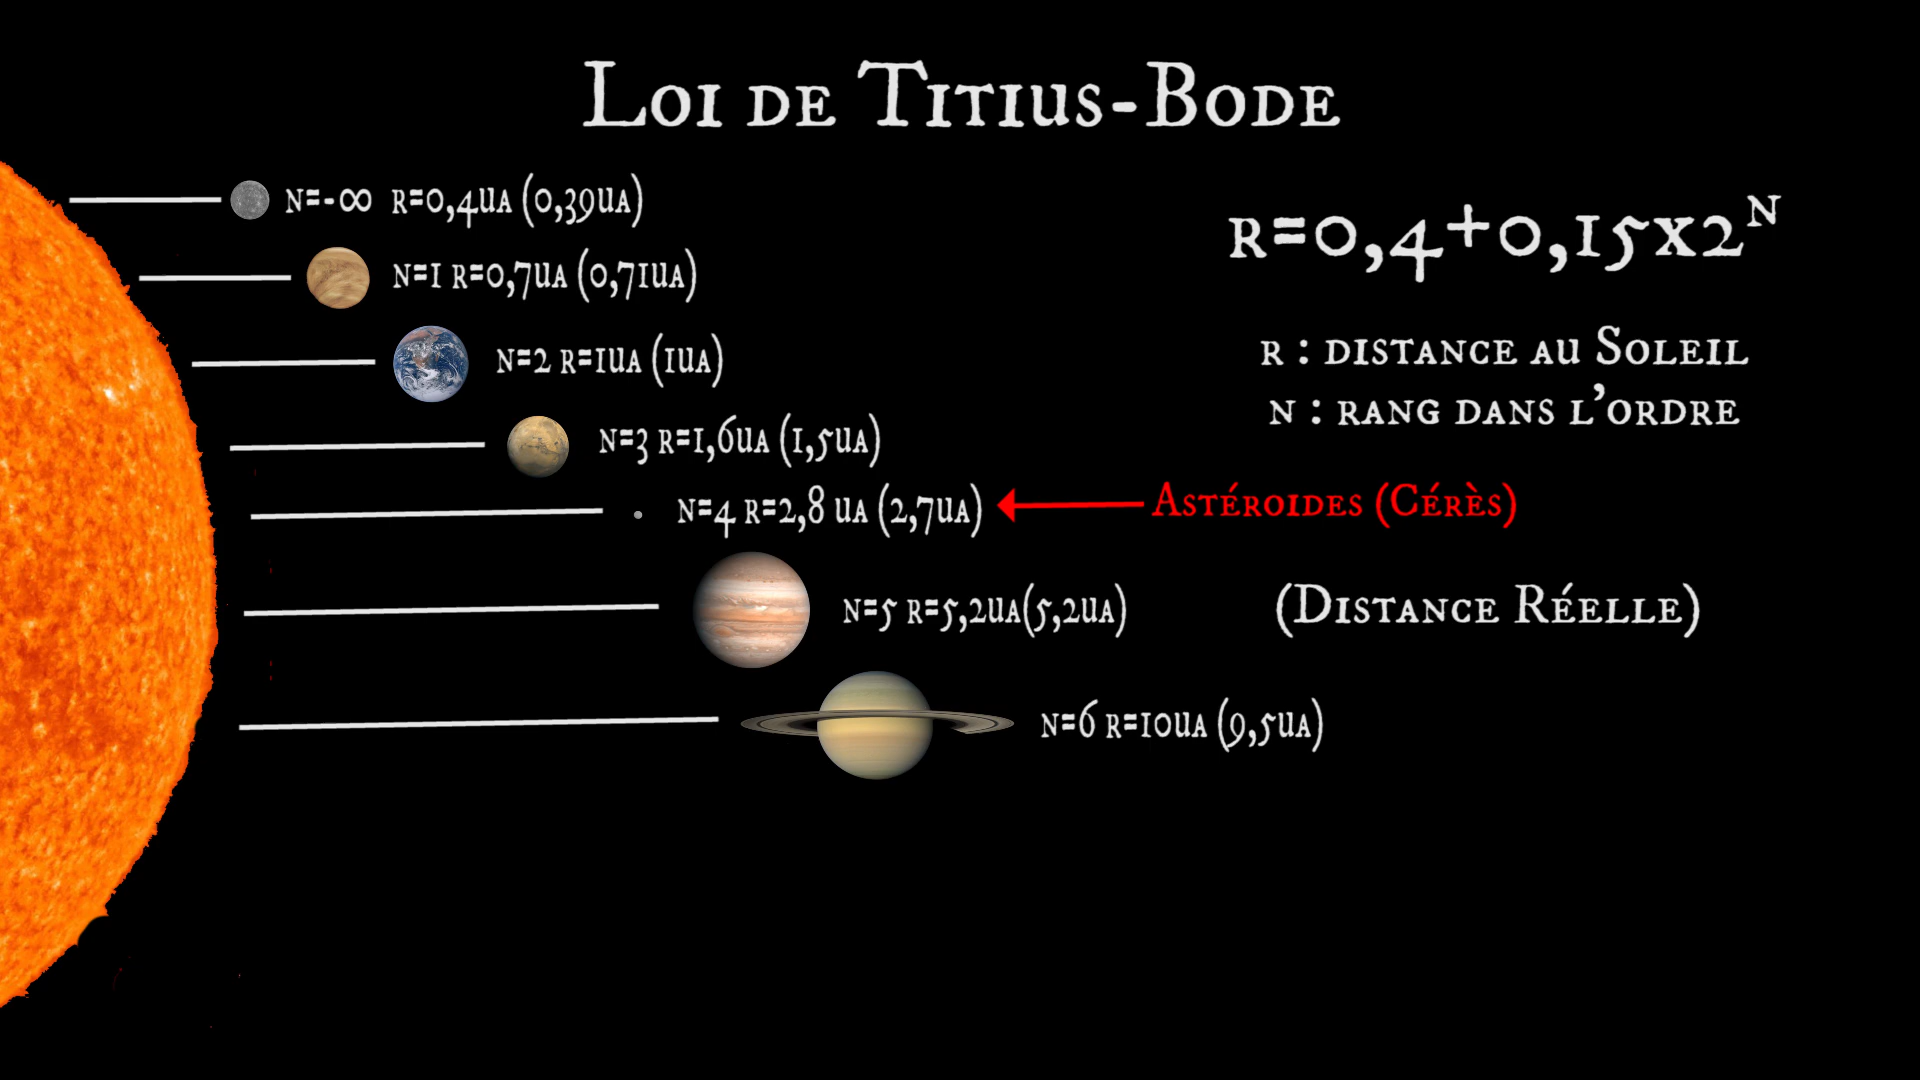 Loi de Titius-Bode
n=-∞ r=0,4ua (0,39ua)
n=1 r=0,7ua (0,71ua)
n=2 r=1ua (1ua)
n=3 r=1,6ua (1,5ua)
n=4 r=2,8 ua (2,7ua)
n=5 r=5,2ua(5,2ua)
n=6 r=10ua (9,5ua)
r=0,4+0,15x2ⁿ
r : distance au Soleil
n : rang dans l'ordre
Astéroides (Cérès)
(Distance Réelle)